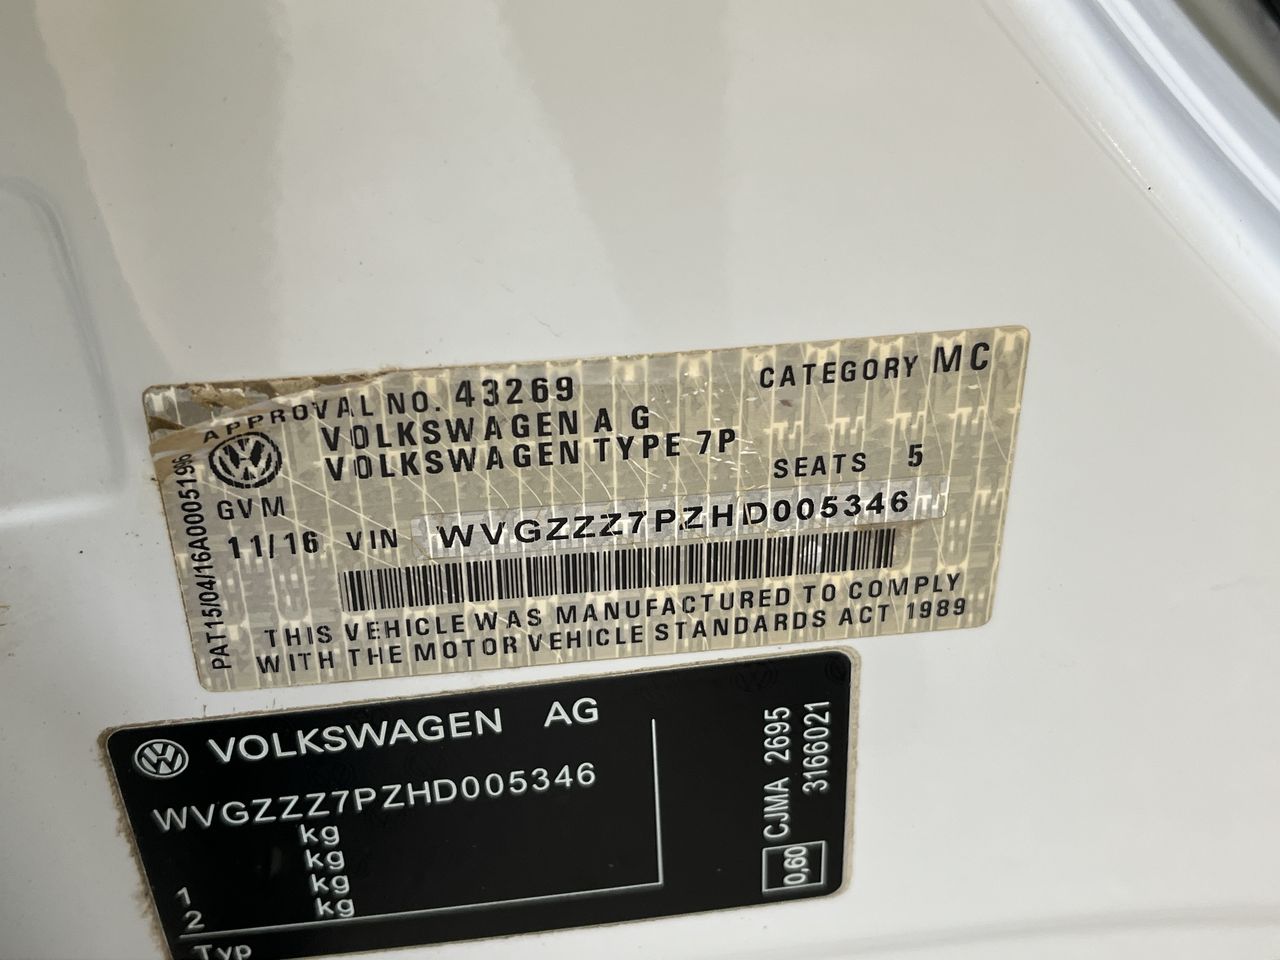 APPROVAL NO. 43269
CATEGORY MC
VOLKSWAGEN AG
VOLKSWAGEN TYPE 7P
SEATS 5
GVM
11/16 VIN WVGZZZ7PZHD005346
THIS VEHICLE WAS MANUFACTURED TO COMPLY
WITH THE MOTOR VEHICLE STANDARDS ACT 1989
PAT15/04/16A0005196
VOLKSWAGEN AG
WVGZZZ7PZHD005346
kg
kg
1 kg
2 kg
Typ
0,60 CJMA 2695
3166021